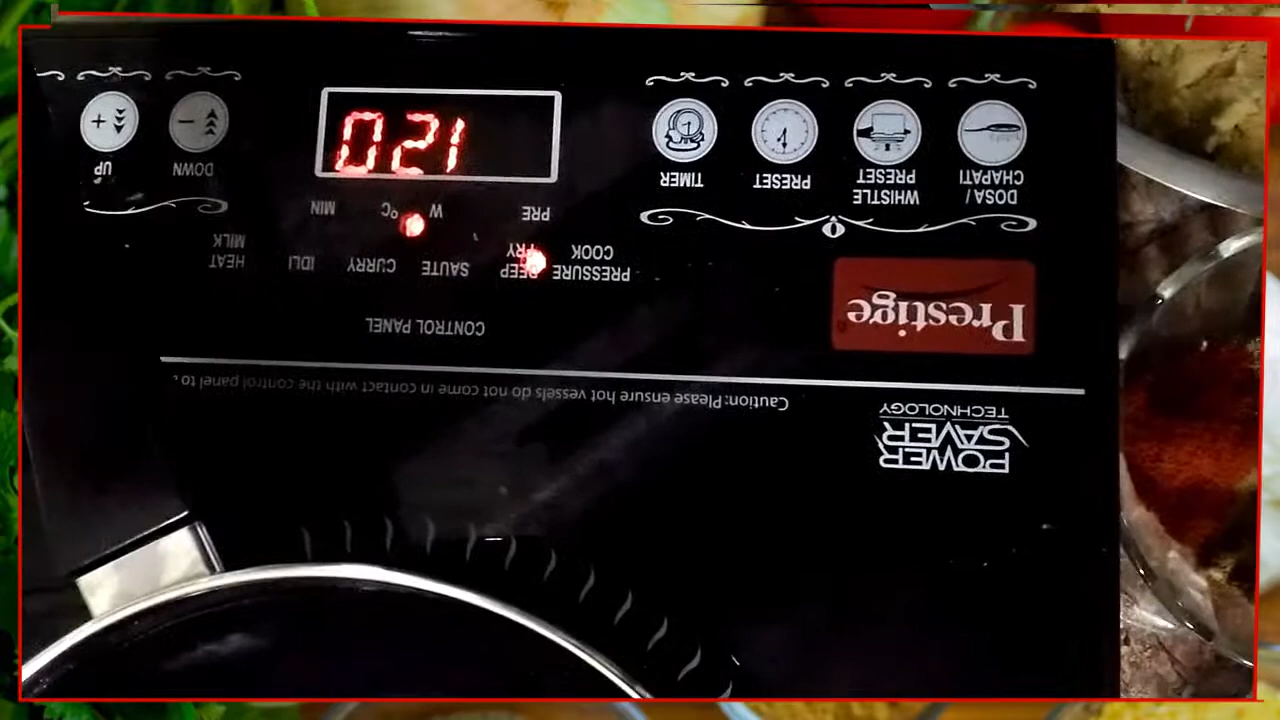 POWER
SAVER
TECHNOLOGY
Caution:Please ensure hot vessels do not come in contact with the control panel to
Prestige
CONTROL PANEL
PRESSURE DEEP SAUTE CURRY IDLI HEAT
COOK FRY MILK
PRE W °C MIN
120
DOSA / WHISTLE PRESET TIMER
CHAPATI PRESET
DOWN UP
- +